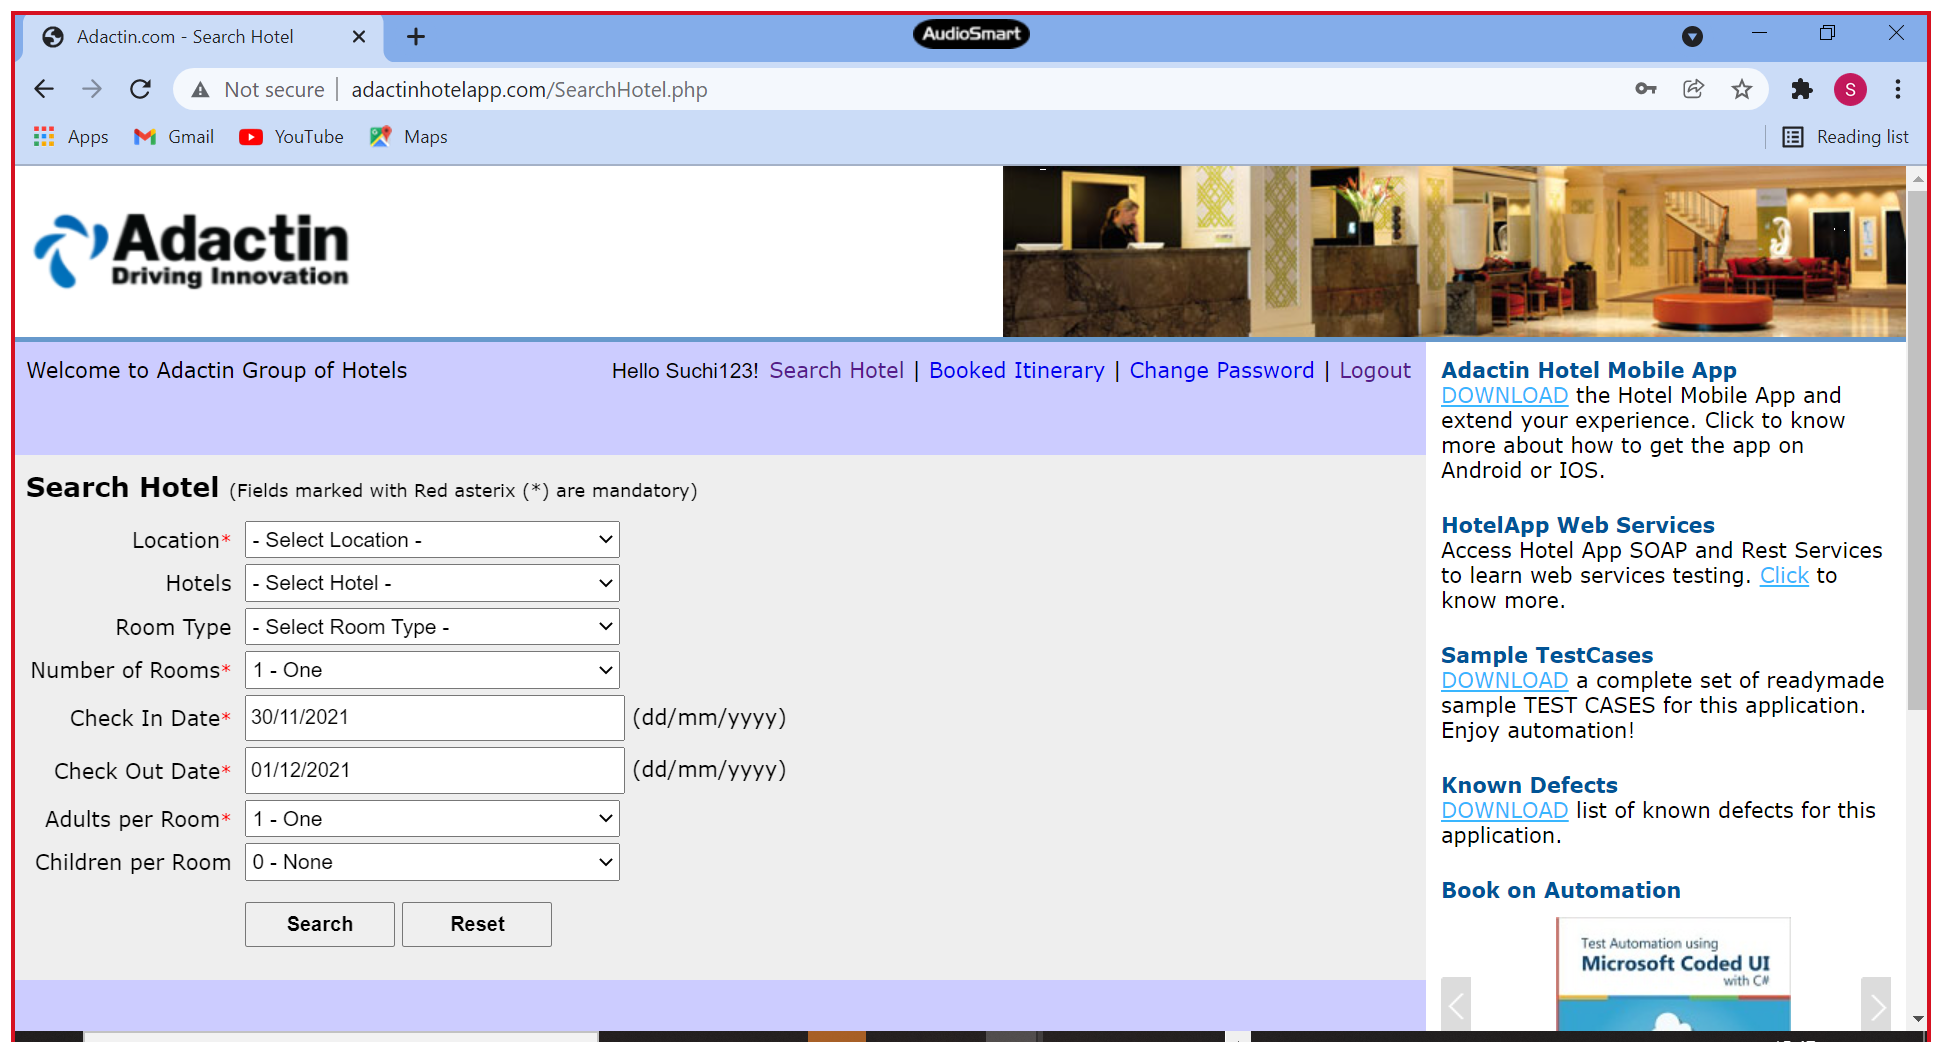 Adactin.com - Search Hotel
AudioSmart
Not secure | adactinhotelapp.com/SearchHotel.php
S
Apps Gmail YouTube Maps Reading list
Adactin
Driving Innovation
Welcome to Adactin Group of Hotels
Hello Suchi123! Search Hotel | Booked Itinerary | Change Password | Logout
Search Hotel (Fields marked with Red asterix (*) are mandatory)
Location* - Select Location -
Hotels - Select Hotel -
Room Type - Select Room Type -
Number of Rooms* 1 - One
Check In Date* 30/11/2021 (dd/mm/yyyy)
Check Out Date* 01/12/2021 (dd/mm/yyyy)
Adults per Room* 1 - One
Children per Room 0 - None
Search Reset
Adactin Hotel Mobile App
DOWNLOAD the Hotel Mobile App and
extend your experience. Click to know
more about how to get the app on
Android or IOS.
HotelApp Web Services
Access Hotel App SOAP and Rest Services
to learn web services testing. Click to
know more.
Sample TestCases
DOWNLOAD a complete set of readymade
sample TEST CASES for this application.
Enjoy automation!
Known Defects
DOWNLOAD list of known defects for this
application.
Book on Automation
Test Automation using
Microsoft Coded UI
with C#